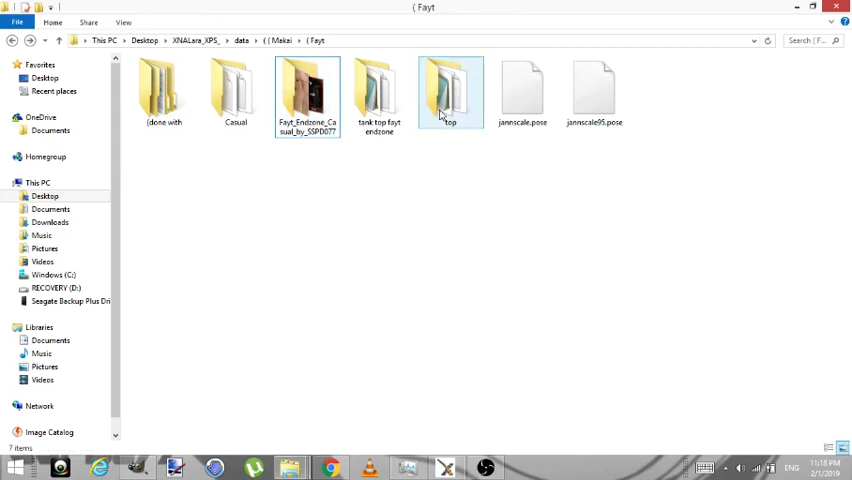 ( Fayt
File Home Share View
This PC Desktop XNALara_XPS_ data ( ( Makai ( Fayt
Search ( F...
Favorites
Desktop
Recent places
OneDrive
Documents
Homegroup
This PC
Desktop
Documents
Downloads
Music
Pictures
Videos
Windows (C:)
RECOVERY (D:)
Seagate Backup Plus Dri
Libraries
Documents
Music
Pictures
Videos
Network
Image Catalog
(done with
Casual
Fayt_Endzone_Ca
sual_by_SSPD077
tank top fayt
endzone
top
jannscale.pose
jannscale95.pose
7 items
ENG
11:18 PM
2/1/2019